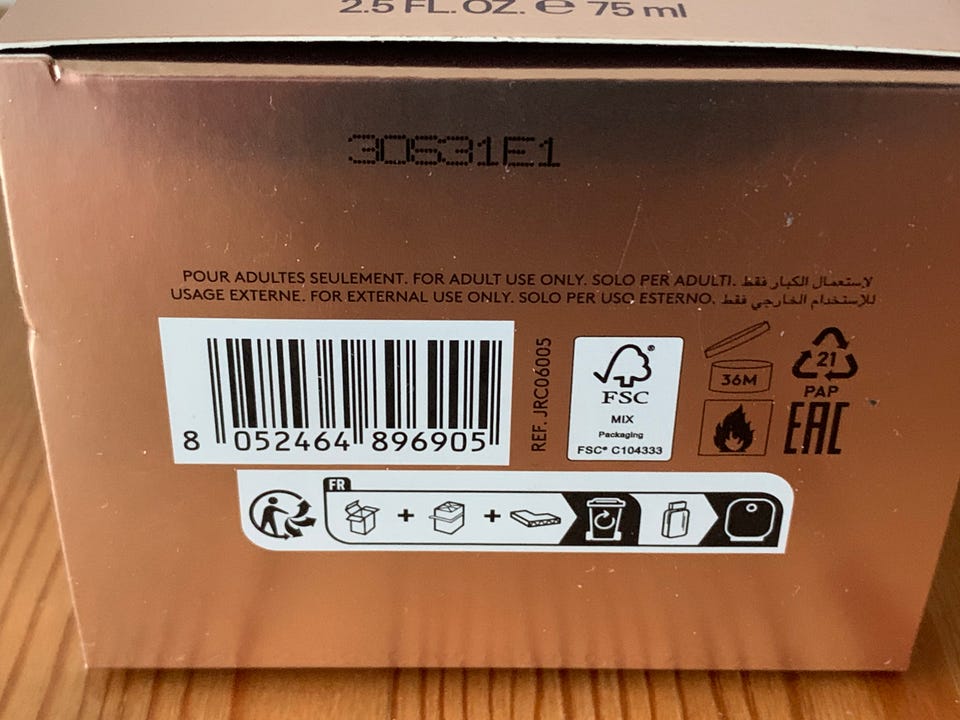 2.5 FL. OZ. ℮ 75 ml
30S31E1
POUR ADULTES SEULEMENT. FOR ADULT USE ONLY. SOLO PER ADULTI. لاستعمال الكبار فقط
USAGE EXTERNE. FOR EXTERNAL USE ONLY. SOLO PER USO ESTERNO. للإستخدام الخارجي فقط
8 052464 896905
REF. JRC06005
FSC
MIX
Packaging
FSC® C104333
36M
21
PAP
EAC
FR